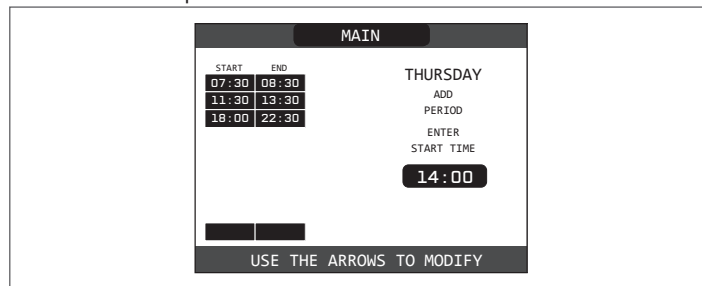 MAIN
START END
07:30 08:30
11:30 13:30
18:00 22:30
THURSDAY
ADD
PERIOD
ENTER
START TIME
14:00
USE THE ARROWS TO MODIFY